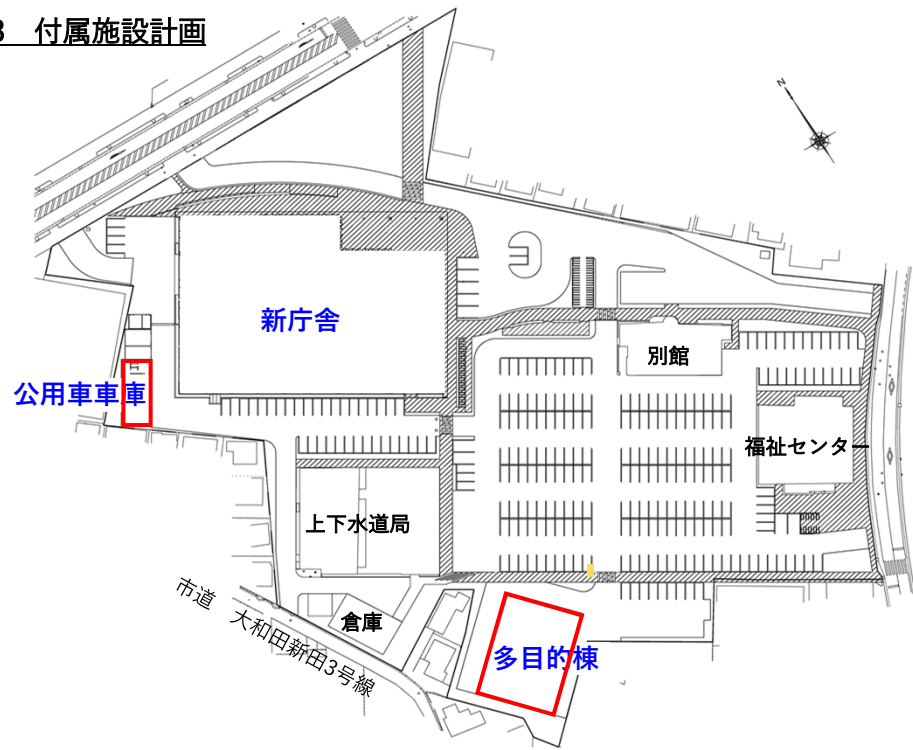 3 付属施設計画
N
新庁舎
別館
公用車車庫
福祉センター
上下水道局
倉庫
市道 大和田新田3号線
多目的棟